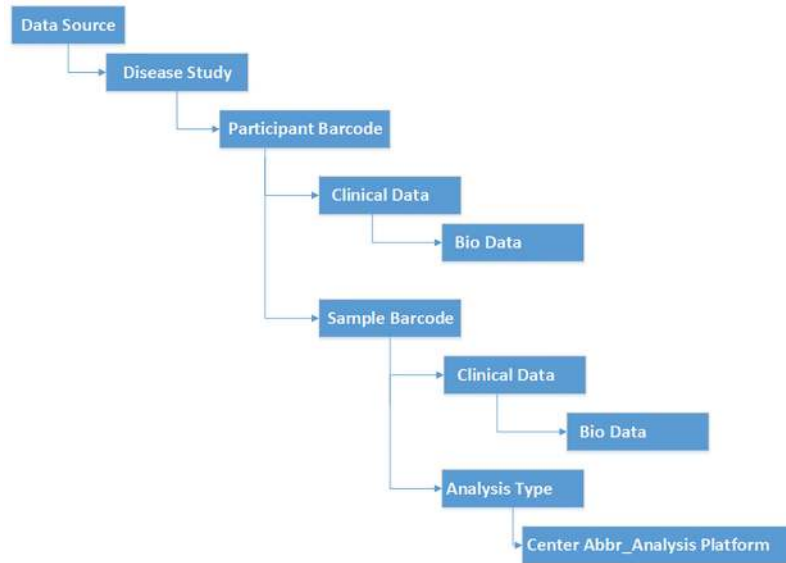 Data Source
Disease Study
Participant Barcode
Clinical Data
Bio Data
Sample Barcode
Clinical Data
Bio Data
Analysis Type
Center Abbr_Analysis Platform